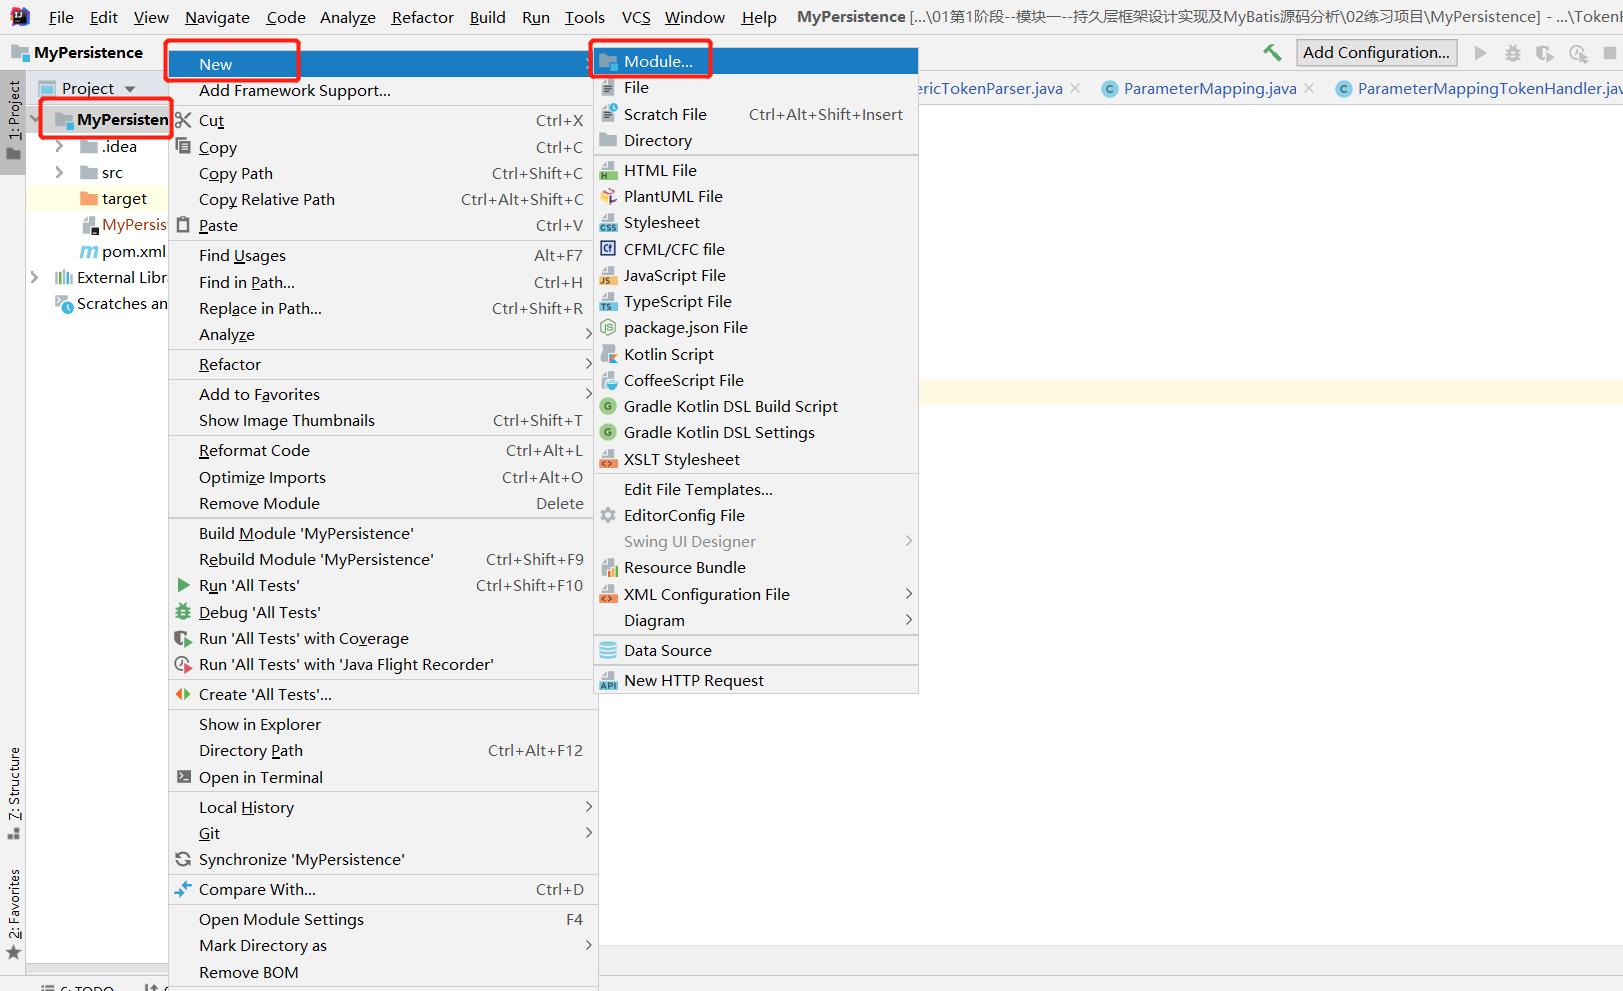 File Edit View Navigate Code Analyze Refactor Build Run Tools VCS Window Help MyPersistence [...\01第1阶段--模块一--持久层框架设计实现及MyBatis源码分析\02练习项目\MyPersistence] - ...\TokenH
MyPersistence
Add Configuration...
1: Project
Project
ericTokenParser.java
ParameterMapping.java
ParameterMappingTokenHandler.jav
MyPersisten
.idea
src
target
MyPersis
pom.xml
External Libr
Scratches an
7: Structure
2: Favorites
6: TODO
New
Add Framework Support...
Cut Ctrl+X
Copy Ctrl+C
Copy Path Ctrl+Shift+C
Copy Relative Path Ctrl+Alt+Shift+C
Paste Ctrl+V
Find Usages Alt+F7
Find in Path... Ctrl+H
Replace in Path... Ctrl+Shift+R
Analyze
Refactor
Add to Favorites
Show Image Thumbnails Ctrl+Shift+T
Reformat Code Ctrl+Alt+L
Optimize Imports Ctrl+Alt+O
Remove Module Delete
Build Module 'MyPersistence'
Rebuild Module 'MyPersistence' Ctrl+Shift+F9
Run 'All Tests' Ctrl+Shift+F10
Debug 'All Tests'
Run 'All Tests' with Coverage
Run 'All Tests' with 'Java Flight Recorder'
Create 'All Tests'...
Show in Explorer
Directory Path Ctrl+Alt+F12
Open in Terminal
Local History
Git
Synchronize 'MyPersistence'
Compare With... Ctrl+D
Open Module Settings F4
Mark Directory as
Remove BOM
Module...
File
Scratch File Ctrl+Alt+Shift+Insert
Directory
HTML File
PlantUML File
Stylesheet
CFML/CFC file
JavaScript File
TypeScript File
package.json File
Kotlin Script
CoffeeScript File
Gradle Kotlin DSL Build Script
Gradle Kotlin DSL Settings
XSLT Stylesheet
Edit File Templates...
EditorConfig File
Swing UI Designer
Resource Bundle
XML Configuration File
Diagram
Data Source
New HTTP Request